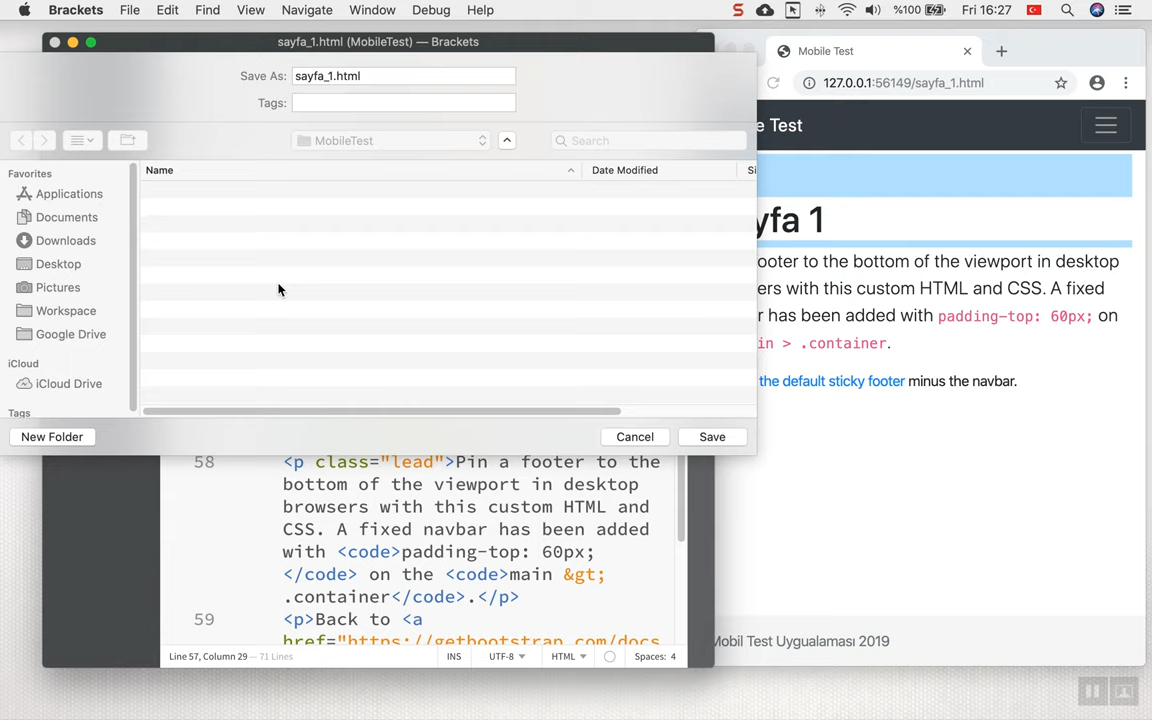 Brackets File Edit Find View Navigate Window Debug Help
S %100 Fri 16:27
sayfa_1.html (MobileTest) — Brackets
Save As: sayfa_1.html
Tags:
MobileTest
Search
Name Date Modified Si
Favorites
Applications
Documents
Downloads
Desktop
Pictures
Workspace
Google Drive
iCloud
iCloud Drive
Tags
New Folder Cancel Save
58 <p class="lead">Pin a footer to the
bottom of the viewport in desktop
browsers with this custom HTML and
CSS. A fixed navbar has been added
with <code>padding-top: 60px;
</code> on the <code>main &gt;
.container</code>.</p>
59 <p>Back to <a
href="https://getbootstrap.com/docs
Line 57, Column 29 — 71 Lines INS UTF-8 HTML Spaces: 4
Mobile Test
127.0.0.1:56149/sayfa_1.html
e Test
yfa 1
ooter to the bottom of the viewport in desktop
ers with this custom HTML and CSS. A fixed
r has been added with padding-top: 60px; on
in > .container.
the default sticky footer minus the navbar.
Mobil Test Uygualaması 2019